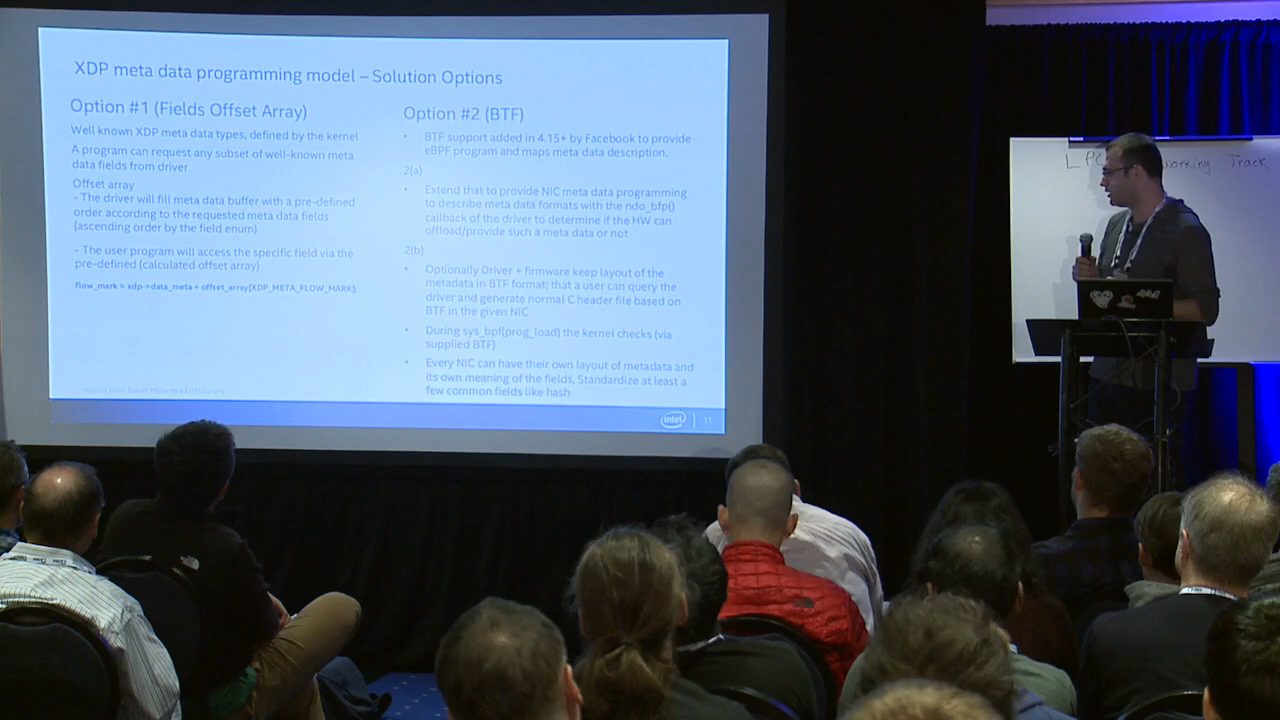 XDP meta data programming model – Solution Options
Option #1 (Fields Offset Array)
Well known XDP meta data types, defined by the kernel
A program can request any subset of well-known meta
data fields from driver
Offset array
- The driver will fill meta data buffer with a pre-defined
order according to the requested meta data fields
(ascending order by the field enum)
- The user program will access the specific field via the
pre-defined (calculated offset array)
flow_mark = xdp->data_meta + offset_array[XDP_META_FLOW_MARK];
Option #2 (BTF)
• BTF support added in 4.15+ by Facebook to provide
eBPF program and maps meta data description.
2(a)
• Extend that to provide NIC meta data programming
to describe meta data formats with the ndo_bfp()
callback of the driver to determine if the HW can
offload/provide such a meta data or not
2(b)
• Optionally Driver + firmware keep layout of the
metadata in BTF format; that a user can query the
driver and generate normal C header file based on
BTF in the given NIC
• During sys_bpf(prog_load) the kernel checks (via
supplied BTF)
• Every NIC can have their own layout of metadata and
its own meaning of the fields, Standardize at least a
few common fields like hash
intel
11
LPC
working Track